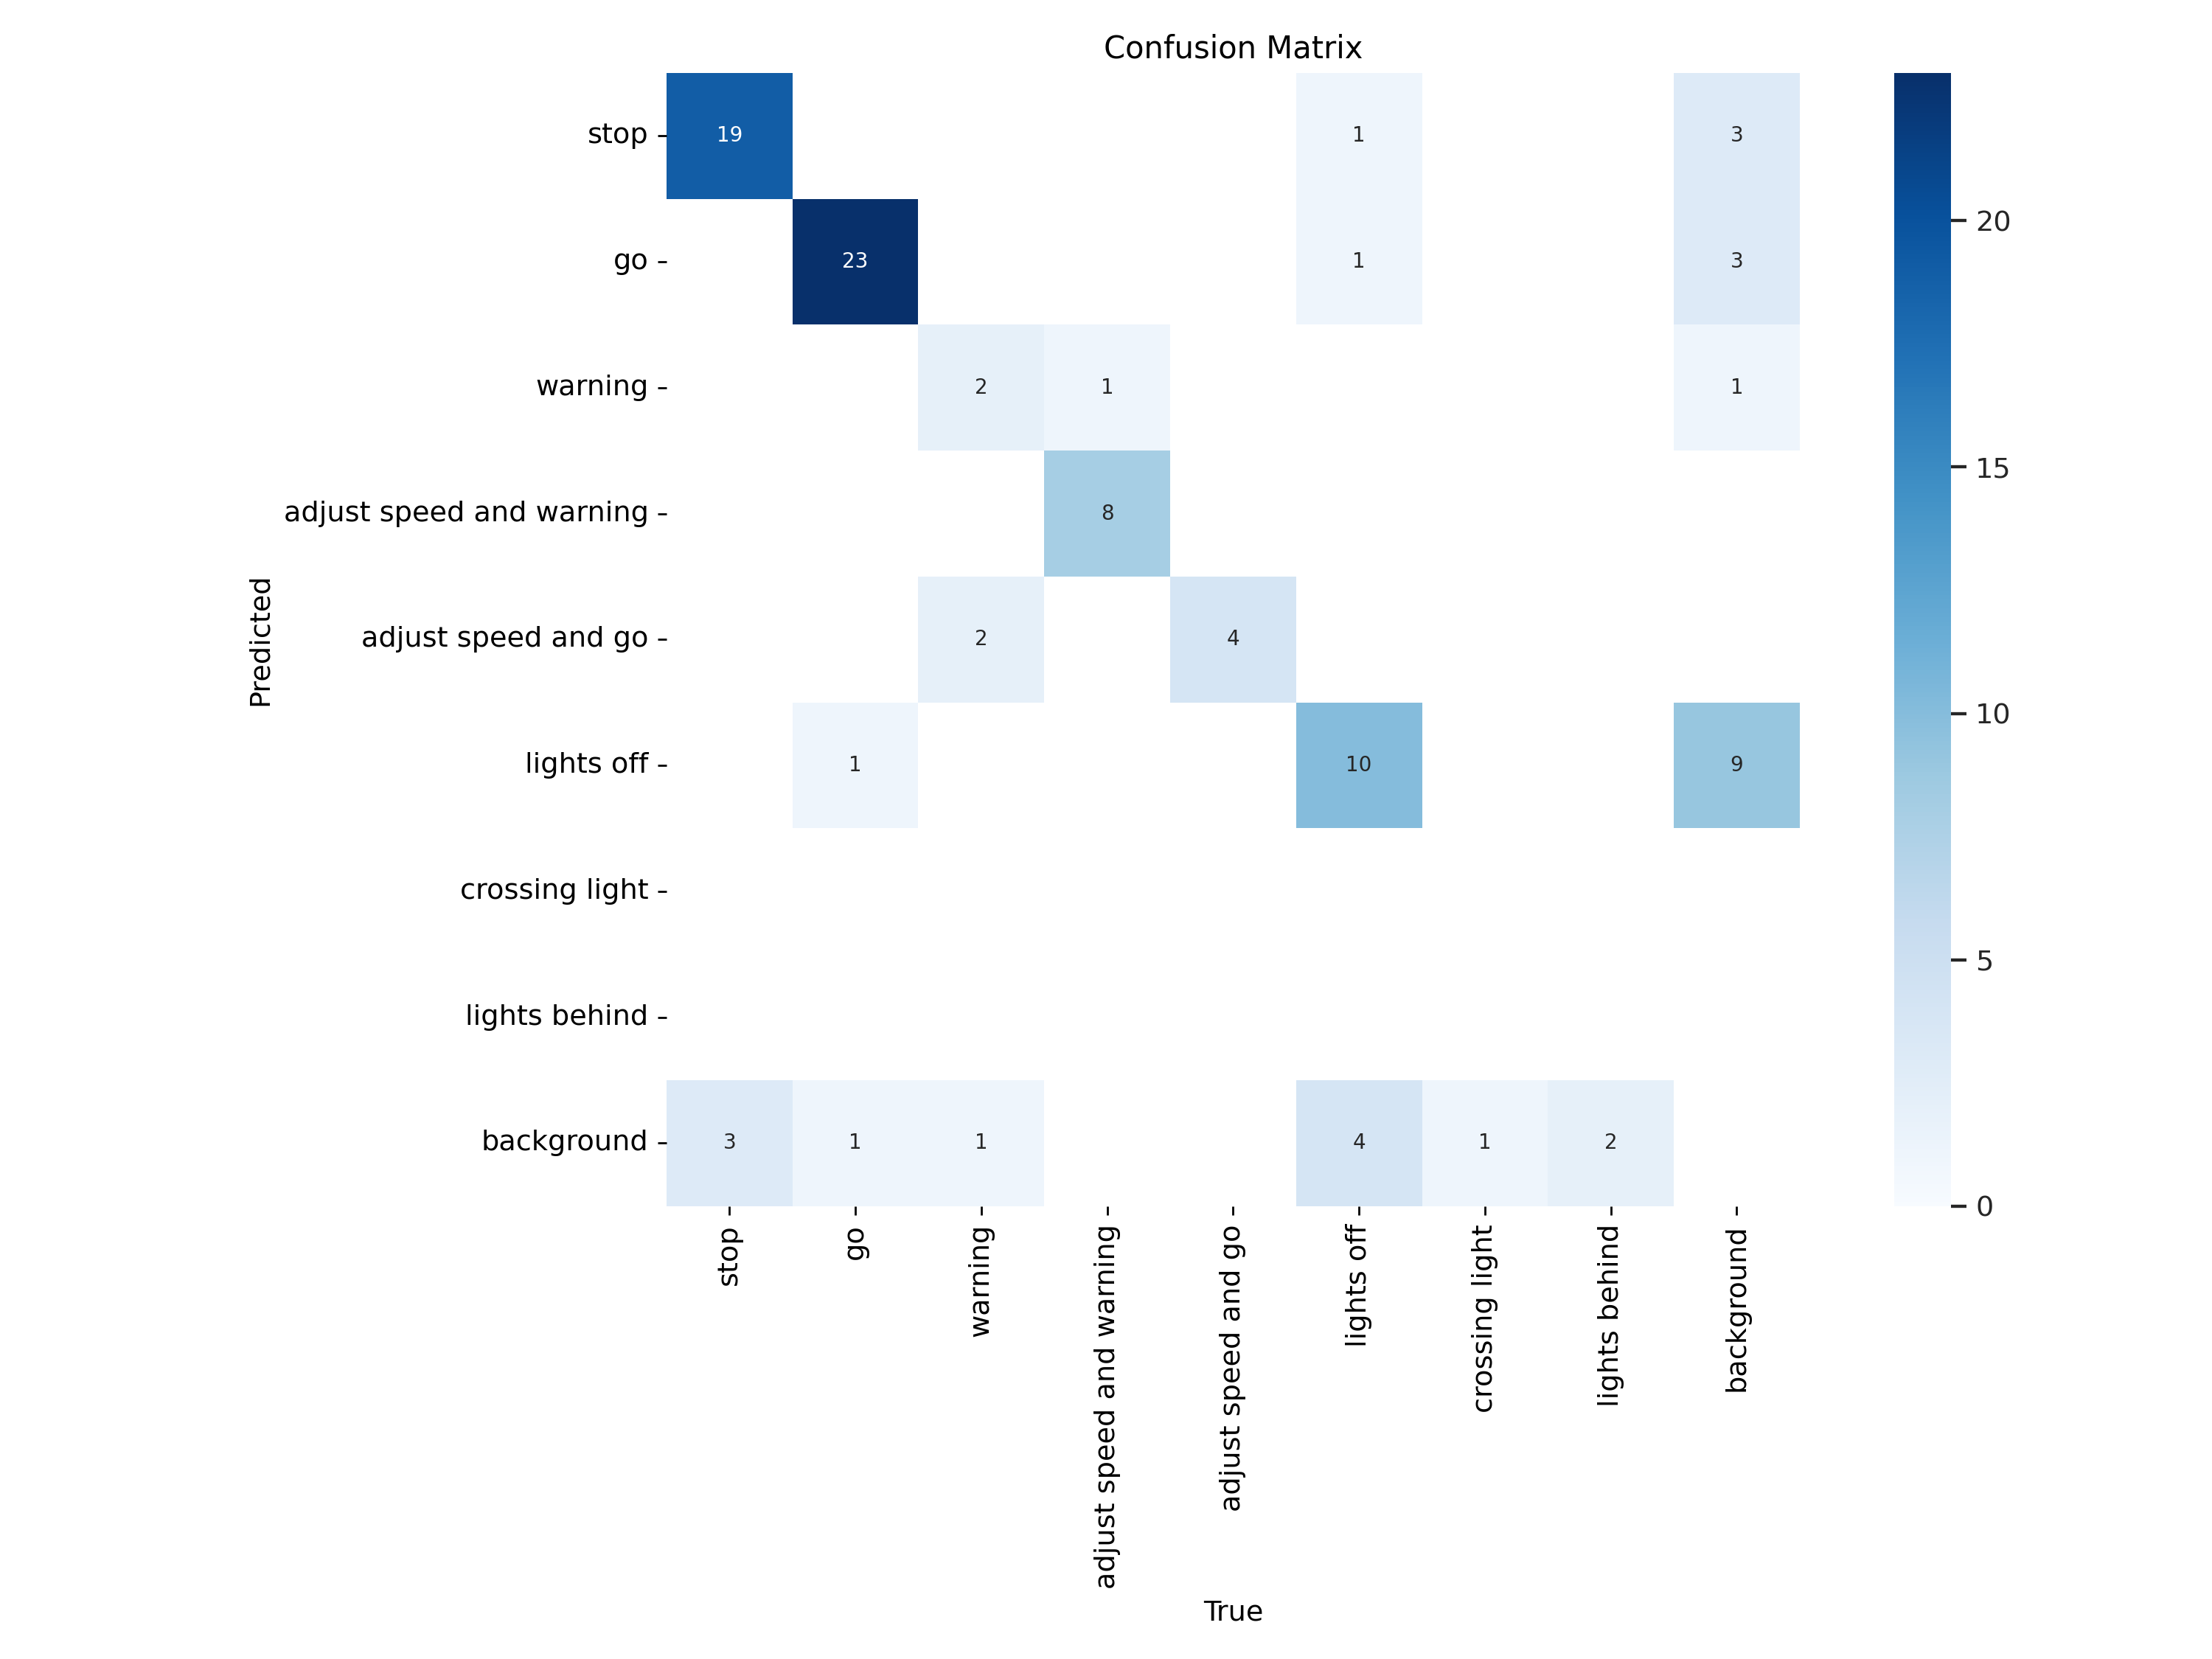 Confusion Matrix
stop
19
1
3
go
23
1
3
warning
2
1
1
adjust speed and warning
8
adjust speed and go
2
4
lights off
1
10
9
crossing light
lights behind
background
3
1
1
4
1
2
Predicted
stop
go
warning
adjust speed and warning
adjust speed and go
lights off
crossing light
lights behind
background
True
20
15
10
5
0